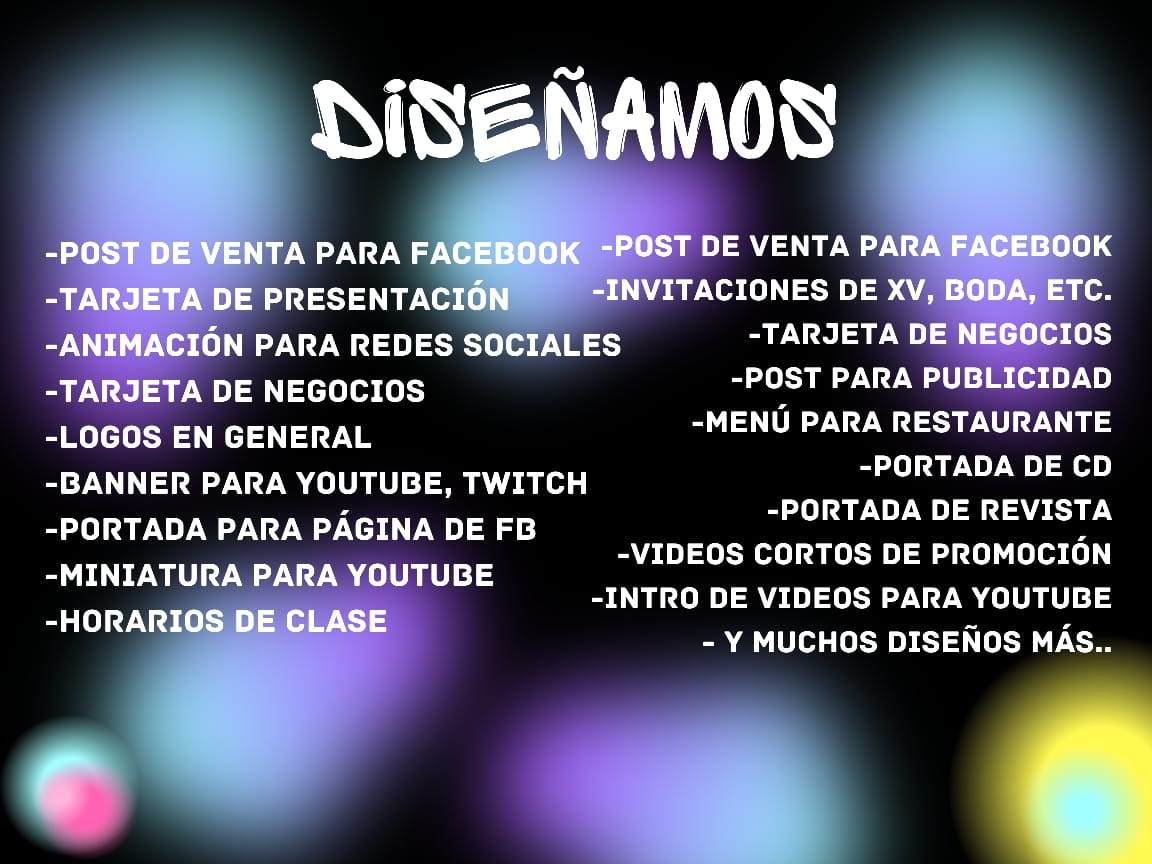 DiSEÑAMOS
-POST DE VENTA PARA FACEBOOK
-TARJETA DE PRESENTACIÓN
-ANIMACIÓN PARA REDES SOCIALES
-TARJETA DE NEGOCIOS
-LOGOS EN GENERAL
-BANNER PARA YOUTUBE, TWITCH
-PORTADA PARA PÁGINA DE FB
-MINIATURA PARA YOUTUBE
-HORARIOS DE CLASE
-POST DE VENTA PARA FACEBOOK
-INVITACIONES DE XV, BODA, ETC.
-TARJETA DE NEGOCIOS
-POST PARA PUBLICIDAD
-MENÚ PARA RESTAURANTE
-PORTADA DE CD
-PORTADA DE REVISTA
-VIDEOS CORTOS DE PROMOCIÓN
-INTRO DE VIDEOS PARA YOUTUBE
- Y MUCHOS DISEÑOS MÁS..